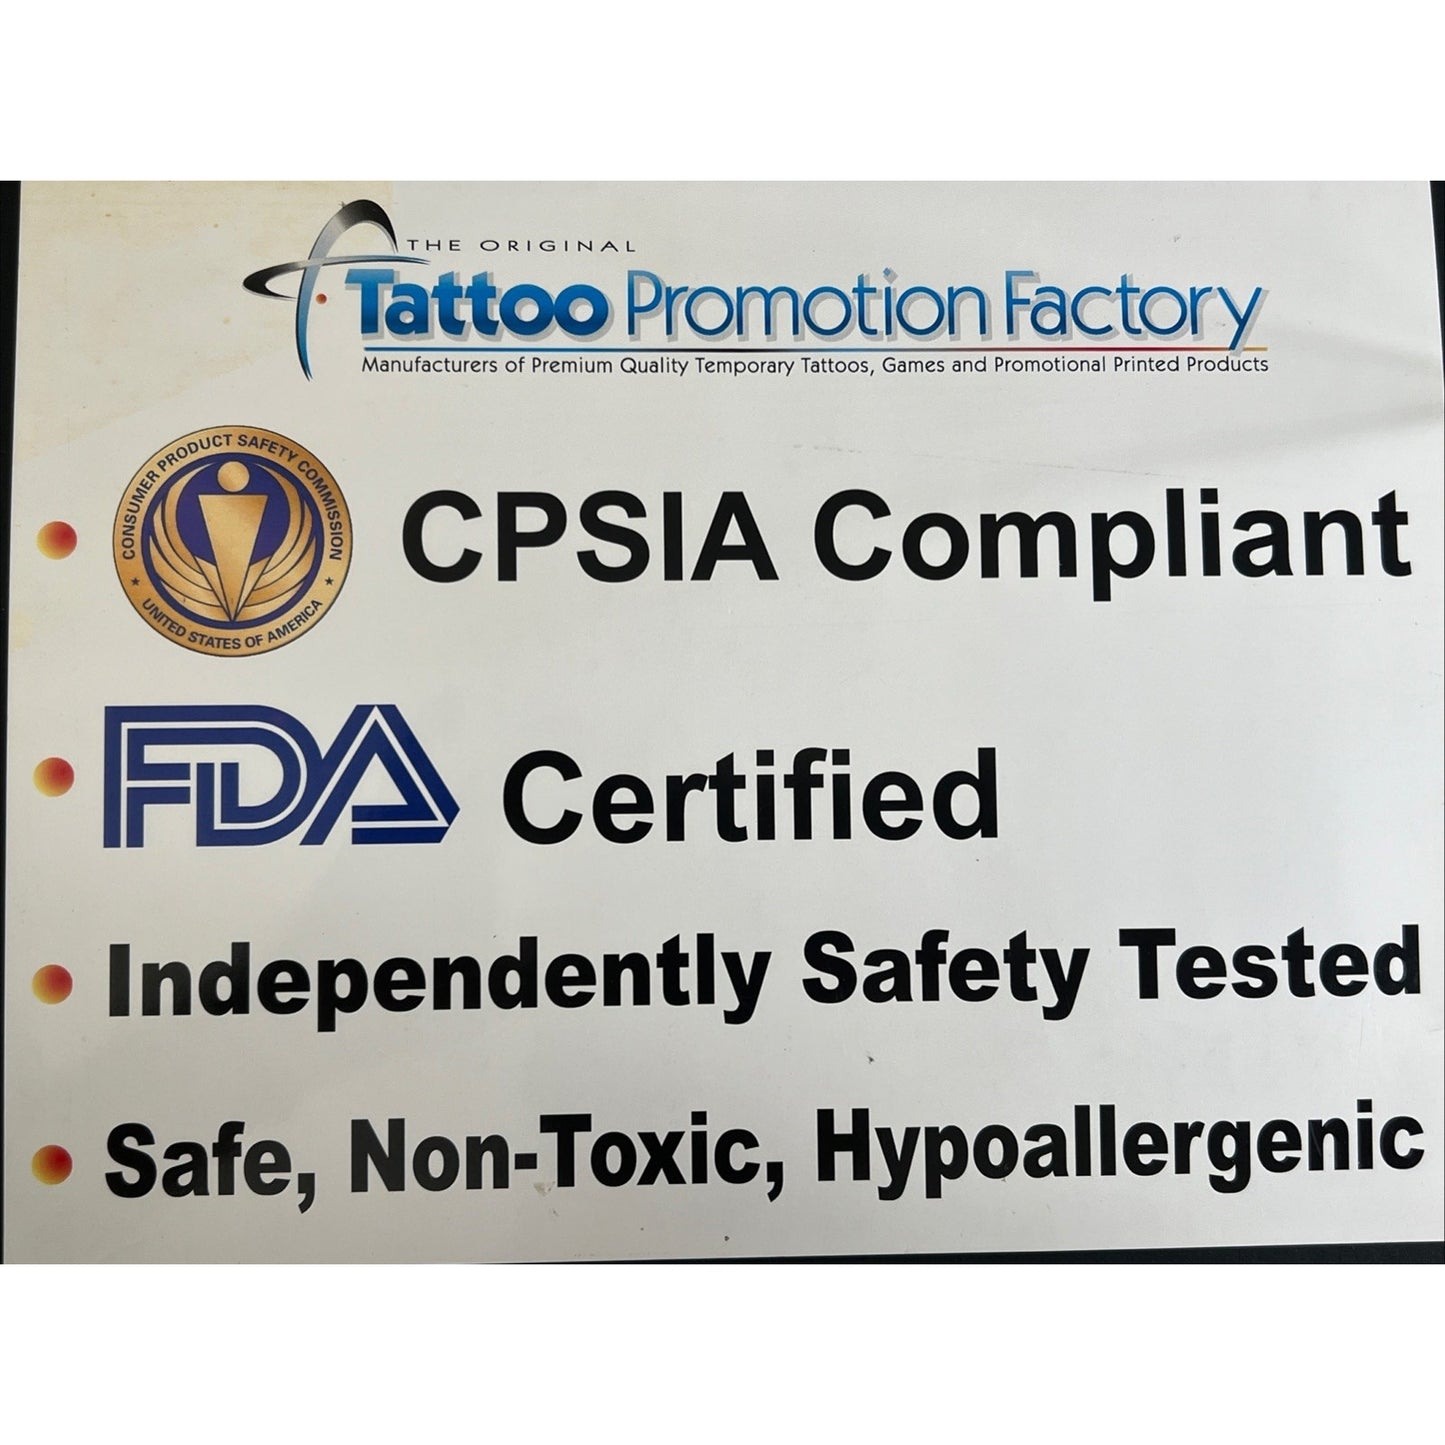 THE ORIGINAL
Tattoo Promotion Factory
Manufacturers of Premium Quality Temporary Tattoos, Games and Promotional Printed Products
CONSUMER PRODUCT SAFETY COMMISSION
UNITED STATES OF AMERICA
CPSIA Compliant
FDA Certified
Independently Safety Tested
Safe, Non-Toxic, Hypoallergenic